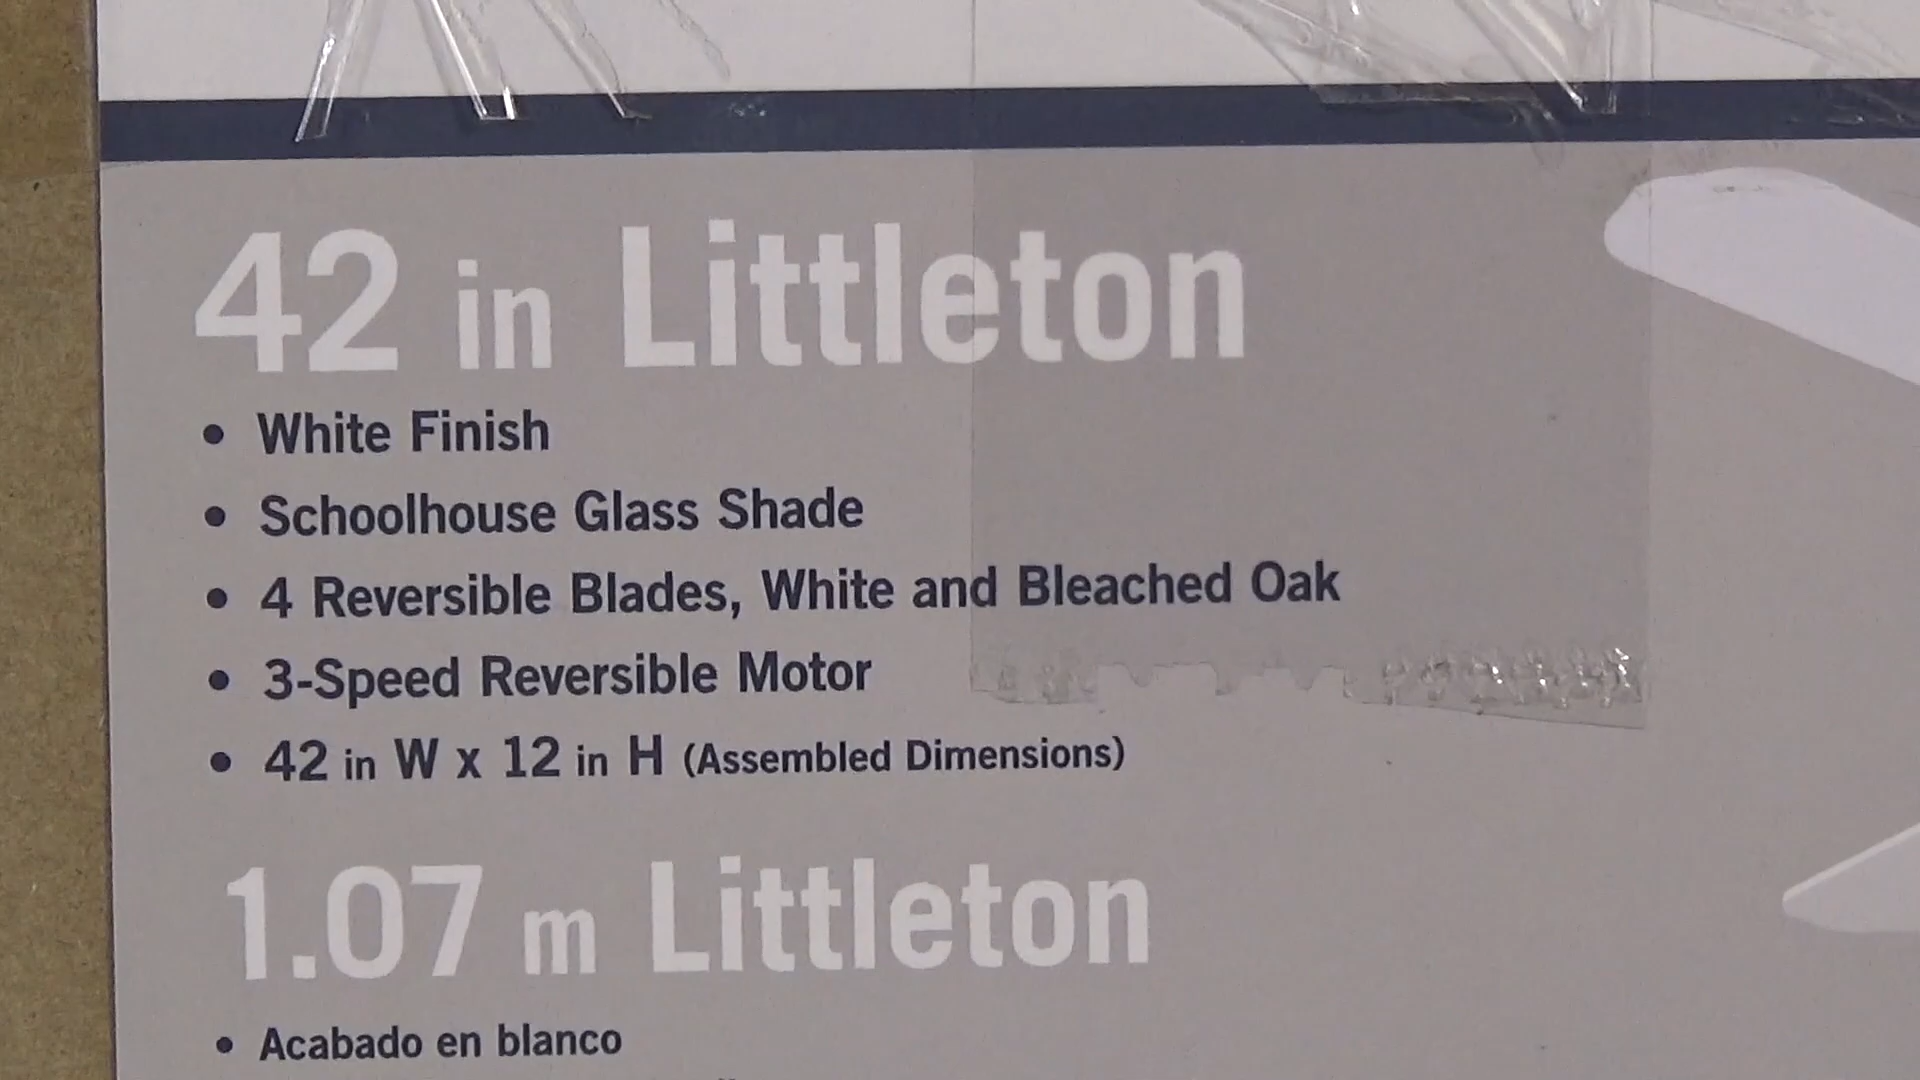 42 in Littleton
• White Finish
• Schoolhouse Glass Shade
• 4 Reversible Blades, White and Bleached Oak
• 3-Speed Reversible Motor
• 42 in W x 12 in H (Assembled Dimensions)
1.07 m Littleton
• Acabado en blanco